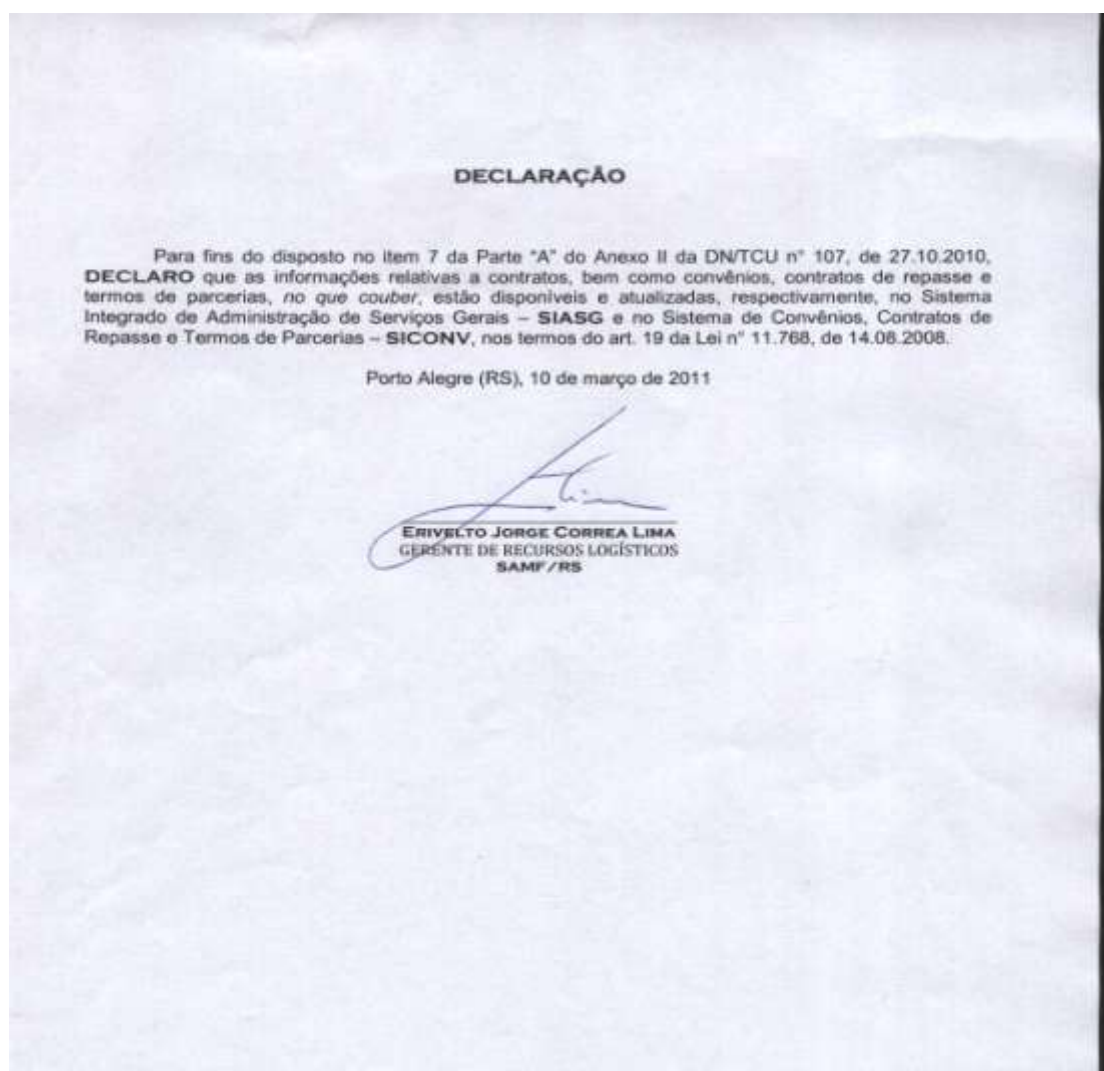 DECLARAÇÃO
Para fins do disposto no item 7 da Parte "A" do Anexo II da DN/TCU n° 107, de 27.10.2010,
DECLARO que as informações relativas a contratos, bem como convênios, contratos de repasse e
termos de parcerias, no que couber, estão disponíveis e atualizadas, respectivamente, no Sistema
Integrado de Administração de Serviços Gerais – SIASG e no Sistema de Convênios, Contratos de
Repasse e Termos de Parcerias – SICONV, nos termos do art. 19 da Lei n° 11.768, de 14.08.2008.
Porto Alegre (RS), 10 de março de 2011
ERIVELTO JORGE CORREA LIMA
GERENTE DE RECURSOS LOGÍSTICOS
SAMF/RS